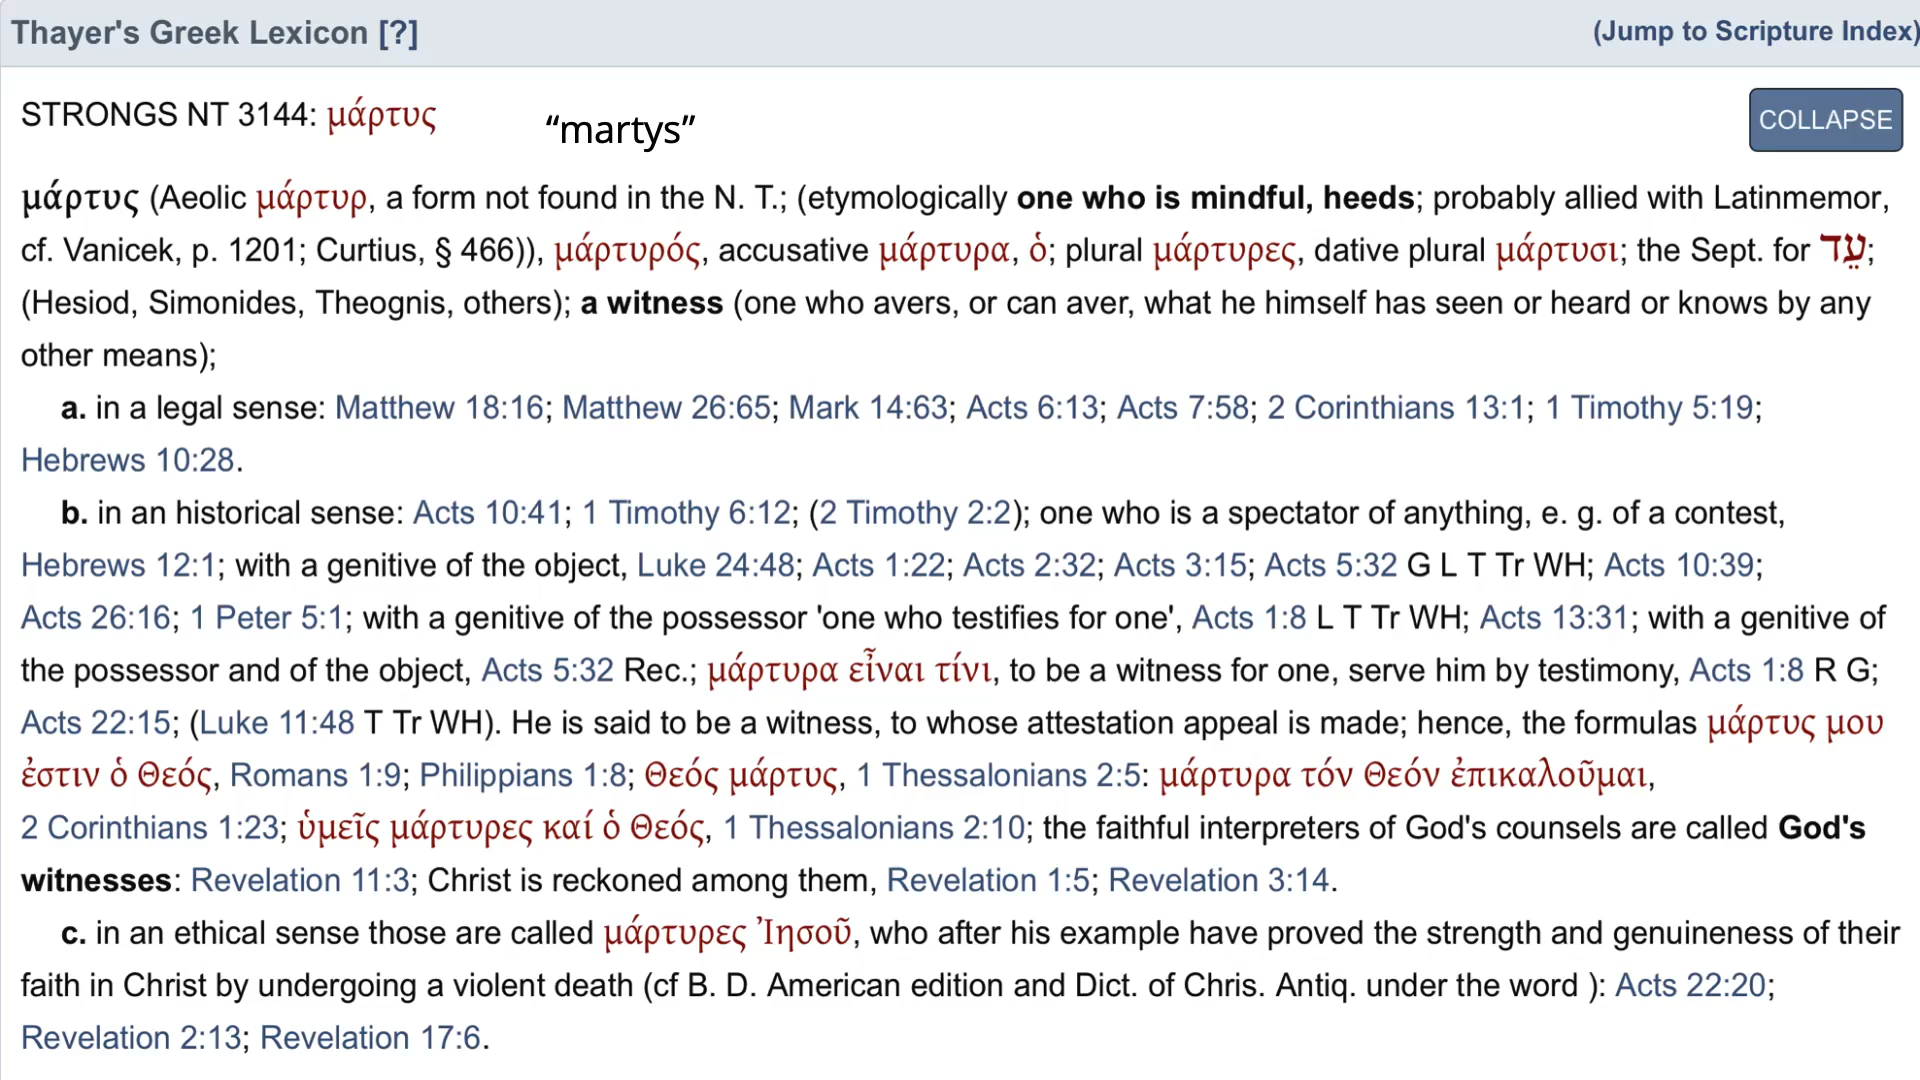 Thayer's Greek Lexicon [?]
(Jump to Scripture Index)
STRONGS NT 3144: μάρτυς
“martys”
COLLAPSE
μάρτυς (Aeolic μάρτυρ, a form not found in the N. T.; (etymologically one who is mindful, heeds; probably allied with Latinmemor,
cf. Vanicek, p. 1201; Curtius, § 466)), μάρτυρός, accusative μάρτυρα, ὁ; plural μάρτυρες, dative plural μάρτυσι; the Sept. for עֵד;
(Hesiod, Simonides, Theognis, others); a witness (one who avers, or can aver, what he himself has seen or heard or knows by any
other means);
a. in a legal sense: Matthew 18:16; Matthew 26:65; Mark 14:63; Acts 6:13; Acts 7:58; 2 Corinthians 13:1; 1 Timothy 5:19;
Hebrews 10:28.
b. in an historical sense: Acts 10:41; 1 Timothy 6:12; (2 Timothy 2:2); one who is a spectator of anything, e. g. of a contest,
Hebrews 12:1; with a genitive of the object, Luke 24:48; Acts 1:22; Acts 2:32; Acts 3:15; Acts 5:32 G L T Tr WH; Acts 10:39;
Acts 26:16; 1 Peter 5:1; with a genitive of the possessor 'one who testifies for one', Acts 1:8 L T Tr WH; Acts 13:31; with a genitive of
the possessor and of the object, Acts 5:32 Rec.; μάρτυρα εἶναι τίνι, to be a witness for one, serve him by testimony, Acts 1:8 R G;
Acts 22:15; (Luke 11:48 T Tr WH). He is said to be a witness, to whose attestation appeal is made; hence, the formulas μάρτυς μου
ἐστιν ὁ Θεός, Romans 1:9; Philippians 1:8; Θεός μάρτυς, 1 Thessalonians 2:5: μάρτυρα τόν Θεόν ἐπικαλοῦμαι,
2 Corinthians 1:23; ὑμεῖς μάρτυρες καί ὁ Θεός, 1 Thessalonians 2:10; the faithful interpreters of God's counsels are called God's
witnesses: Revelation 11:3; Christ is reckoned among them, Revelation 1:5; Revelation 3:14.
c. in an ethical sense those are called μάρτυρες Ἰησοῦ, who after his example have proved the strength and genuineness of their
faith in Christ by undergoing a violent death (cf B. D. American edition and Dict. of Chris. Antiq. under the word ): Acts 22:20;
Revelation 2:13; Revelation 17:6.